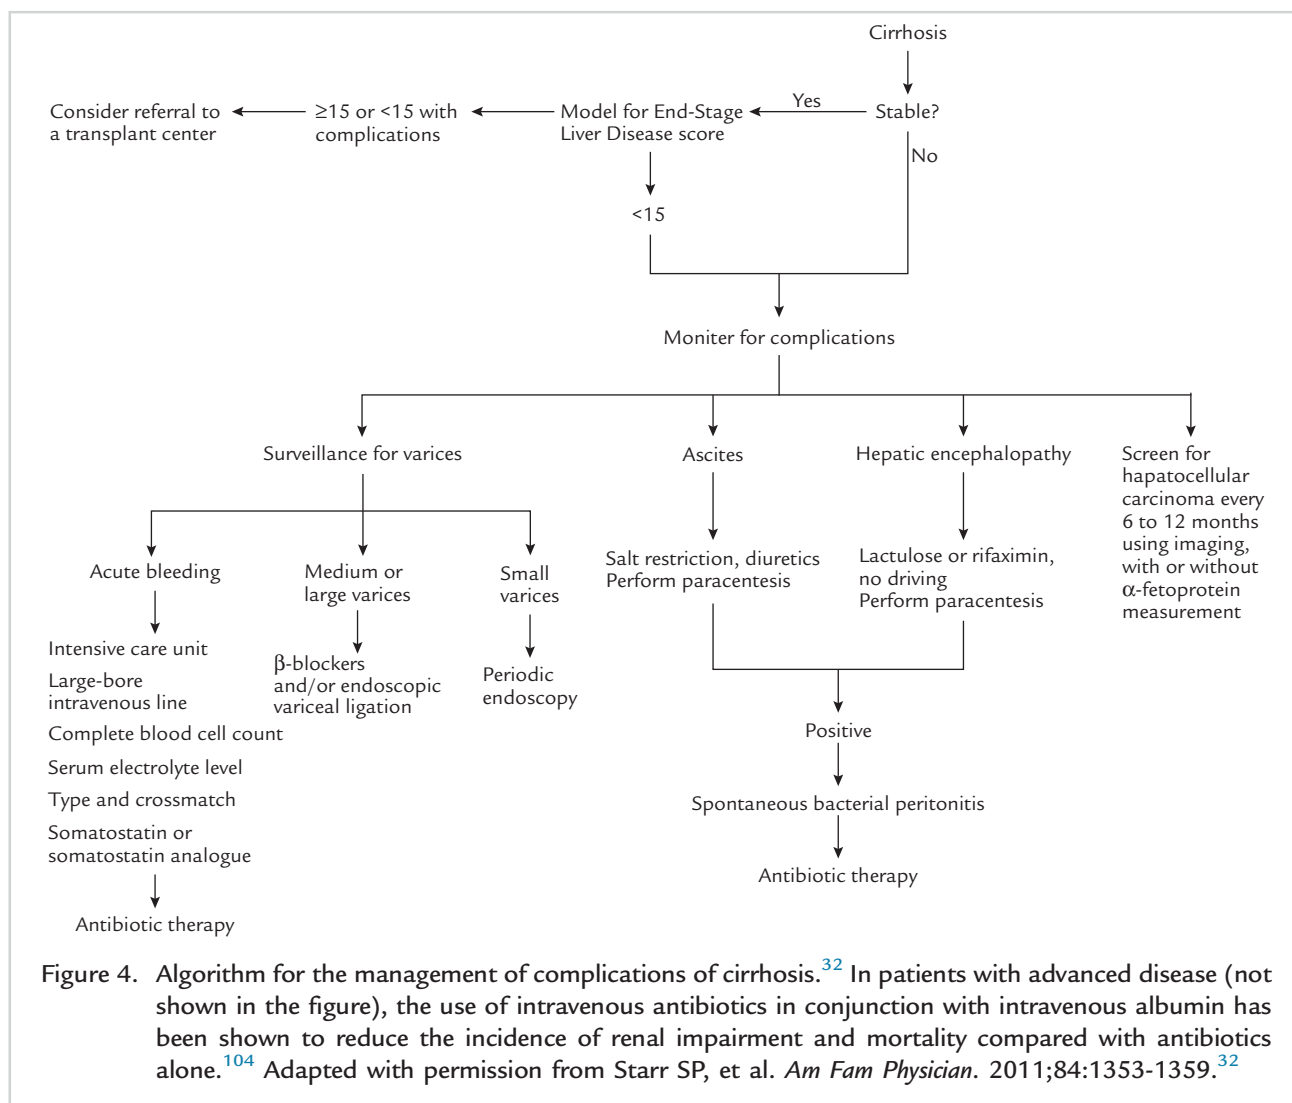 Cirrhosis
Consider referral to
a transplant center
≥15 or <15 with
complications
Model for End-Stage
Liver Disease score
Yes
Stable?
No
<15
Moniter for complications
Surveillance for varices
Ascites
Hepatic encephalopathy
Screen for
hapatocellular
carcinoma every
6 to 12 months
using imaging,
with or without
α-fetoprotein
measurement
Acute bleeding
Medium or
large varices
Small
varices
Salt restriction, diuretics
Perform paracentesis
Lactulose or rifaximin,
no driving
Perform paracentesis
Intensive care unit
Large-bore
intravenous line
Complete blood cell count
Serum electrolyte level
Type and crossmatch
Somatostatin or
somatostatin analogue
Antibiotic therapy
β-blockers
and/or endoscopic
variceal ligation
Periodic
endoscopy
Positive
Spontaneous bacterial peritonitis
Antibiotic therapy
Figure 4. Algorithm for the management of complications of cirrhosis.32 In patients with advanced disease (not
shown in the figure), the use of intravenous antibiotics in conjunction with intravenous albumin has
been shown to reduce the incidence of renal impairment and mortality compared with antibiotics
alone.104 Adapted with permission from Starr SP, et al. Am Fam Physician. 2011;84:1353-1359.32